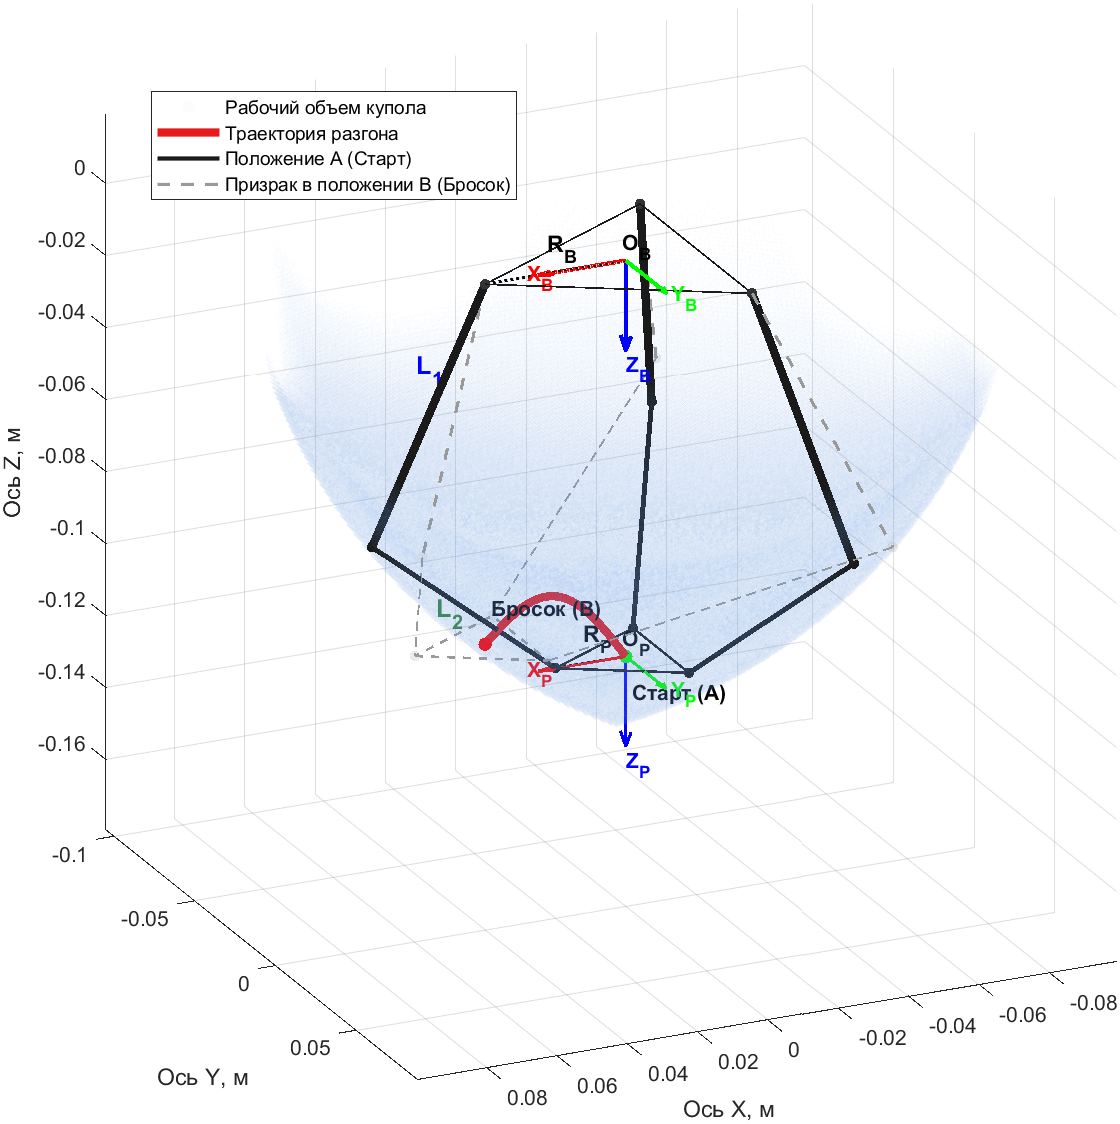 Рабочий объем купола
Траектория разгона
Положение A (Старт)
Призрак в положении B (Бросок)
0
-0.02
-0.04
-0.06
-0.08
-0.1
-0.12
-0.14
-0.16
Ось Z, м
R_B
O_B
X_B
Y_B
Z_B
L_1
L_2
Бросок (B)
R_P
O_P
X_P
Y_P
Старт (A)
Z_P
-0.1
-0.05
0
0.05
Ось Y, м
0.08
0.06
0.04
0.02
0
-0.02
-0.04
-0.06
-0.08
Ось X, м